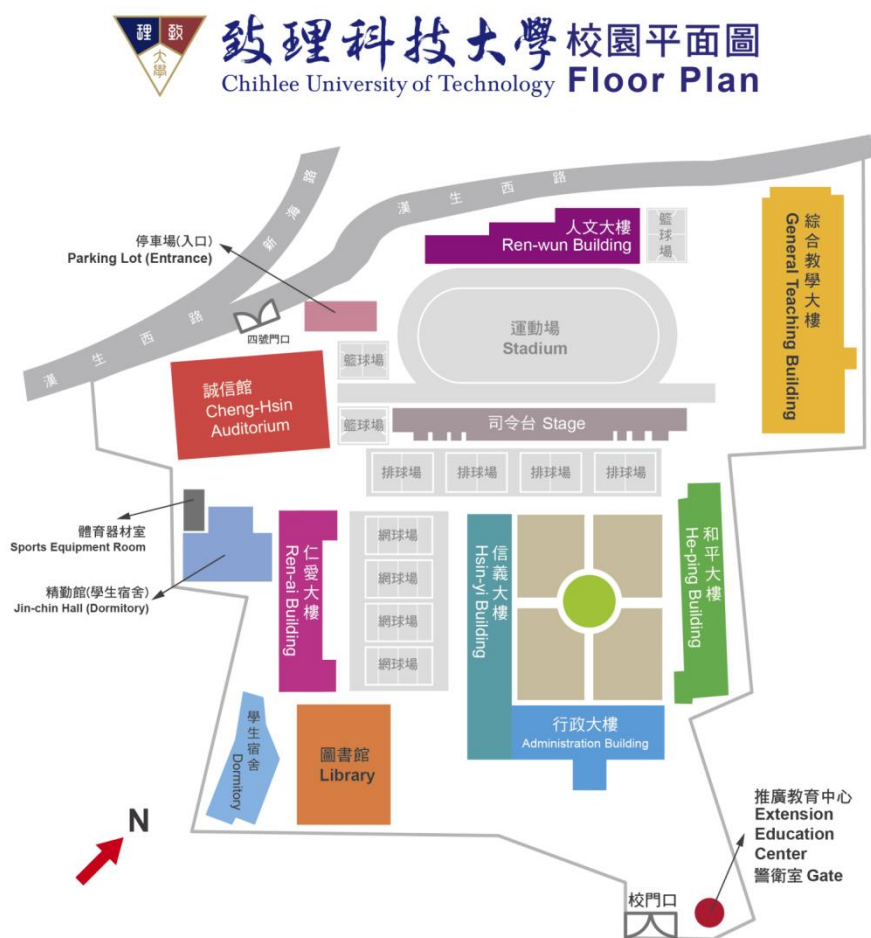 理 致
大學
致理科技大學 校園平面圖
Chihlee University of Technology Floor Plan
新海路
漢生西路
漢生西路
停車場(入口)
Parking Lot (Entrance)
四號門口
人文大樓
Ren-wun Building
籃球場
綜合教學大樓
General Teaching Building
運動場
Stadium
籃球場
誠信館
Cheng-Hsin
Auditorium
籃球場
司令台 Stage
排球場
排球場
排球場
排球場
體育器材室
Sports Equipment Room
精勤館(學生宿舍)
Jin-chin Hall (Dormitory)
仁愛大樓
Ren-ai Building
網球場
網球場
網球場
網球場
信義大樓
Hsin-yi Building
和平大樓
He-ping Building
學生宿舍
Dormitory
圖書館
Library
行政大樓
Administration Building
N
推廣教育中心
Extension
Education
Center
警衛室 Gate
校門口